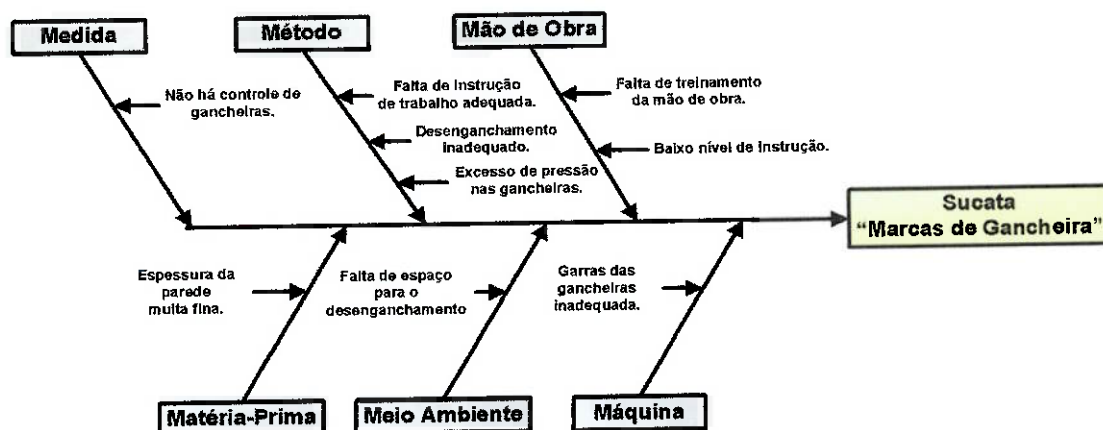 Medida
Método
Mão de Obra
Não há controle de
gancheiras.
Falta de Instrução
de trabalho adequada.
Desenganchamento
inadequado.
Excesso de pressão
nas gancheiras.
Falta de treinamento
da mão de obra.
Baixo nível de Instrução.
Sucata
“Marcas de Gancheira”
Espessura da
parede
muita fina.
Falta de espaço
para o
desenganchamento
Garras das
gancheiras
inadequada.
Matéria-Prima
Meio Ambiente
Máquina